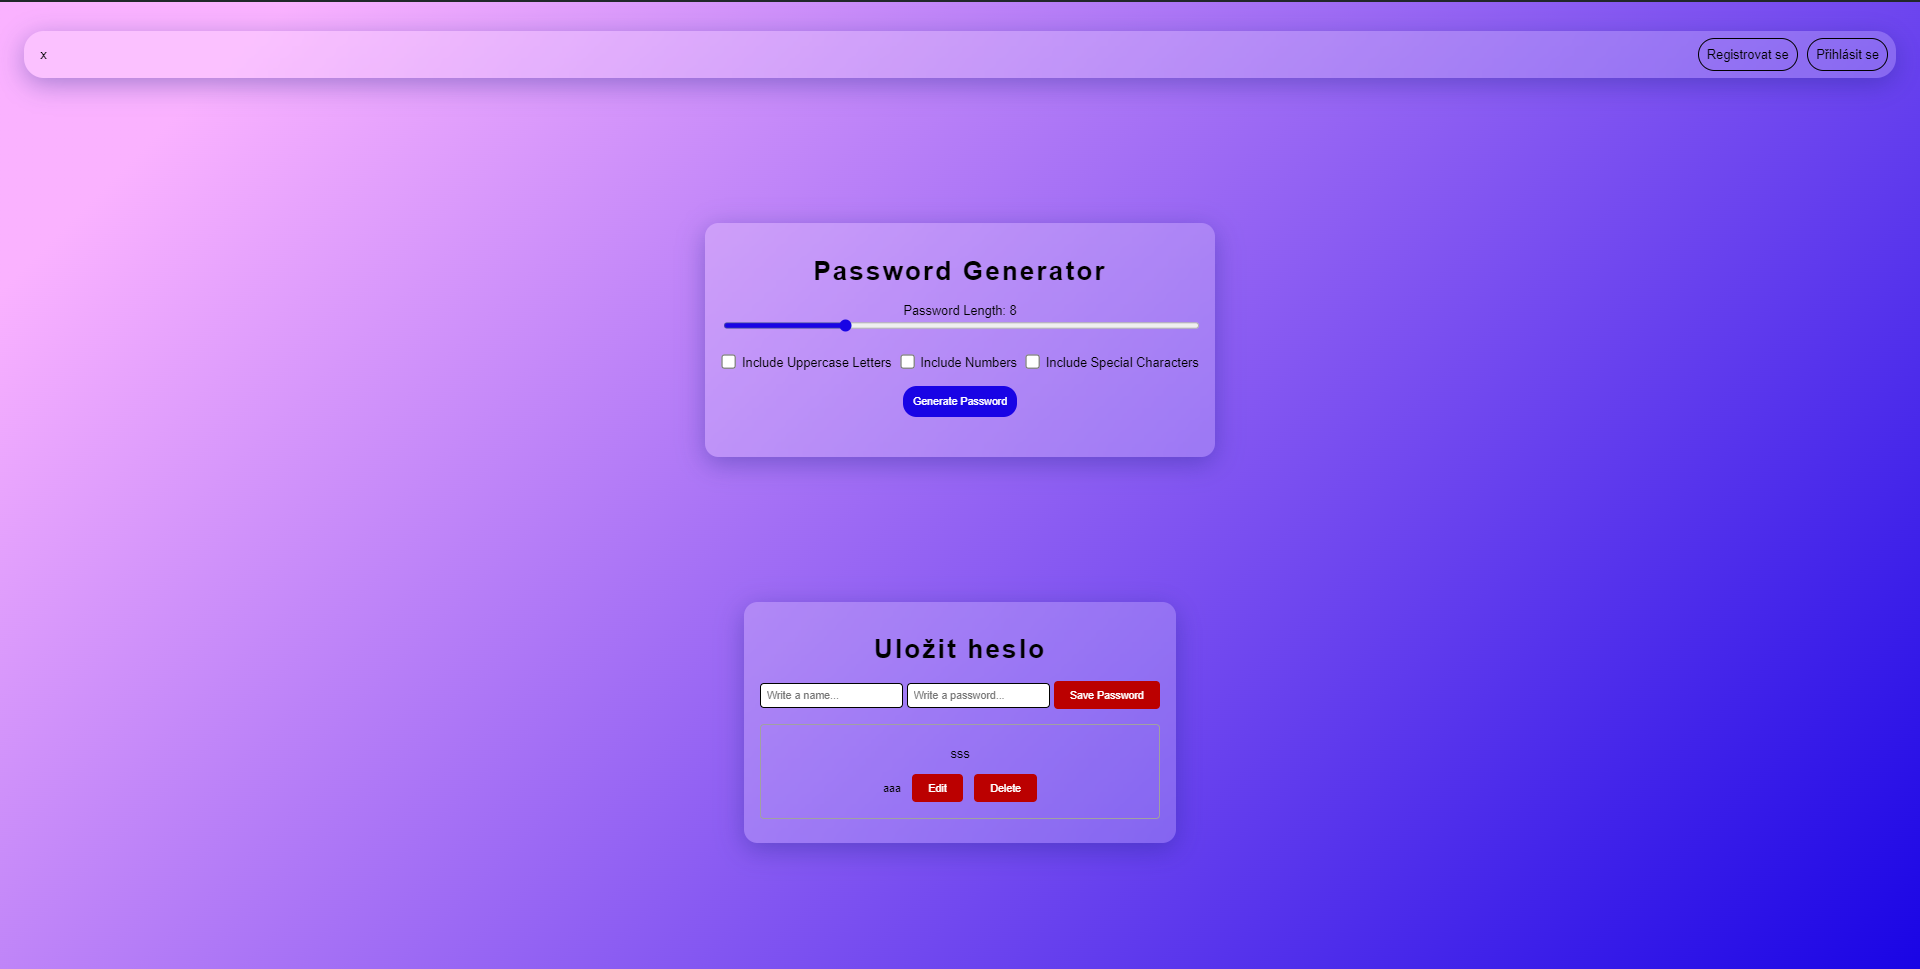 x
Registrovat se
Přihlásit se
Password Generator
Password Length: 8
Include Uppercase Letters Include Numbers Include Special Characters
Generate Password
Uložit heslo
Write a name... Write a password... Save Password
sss
aaa Edit Delete